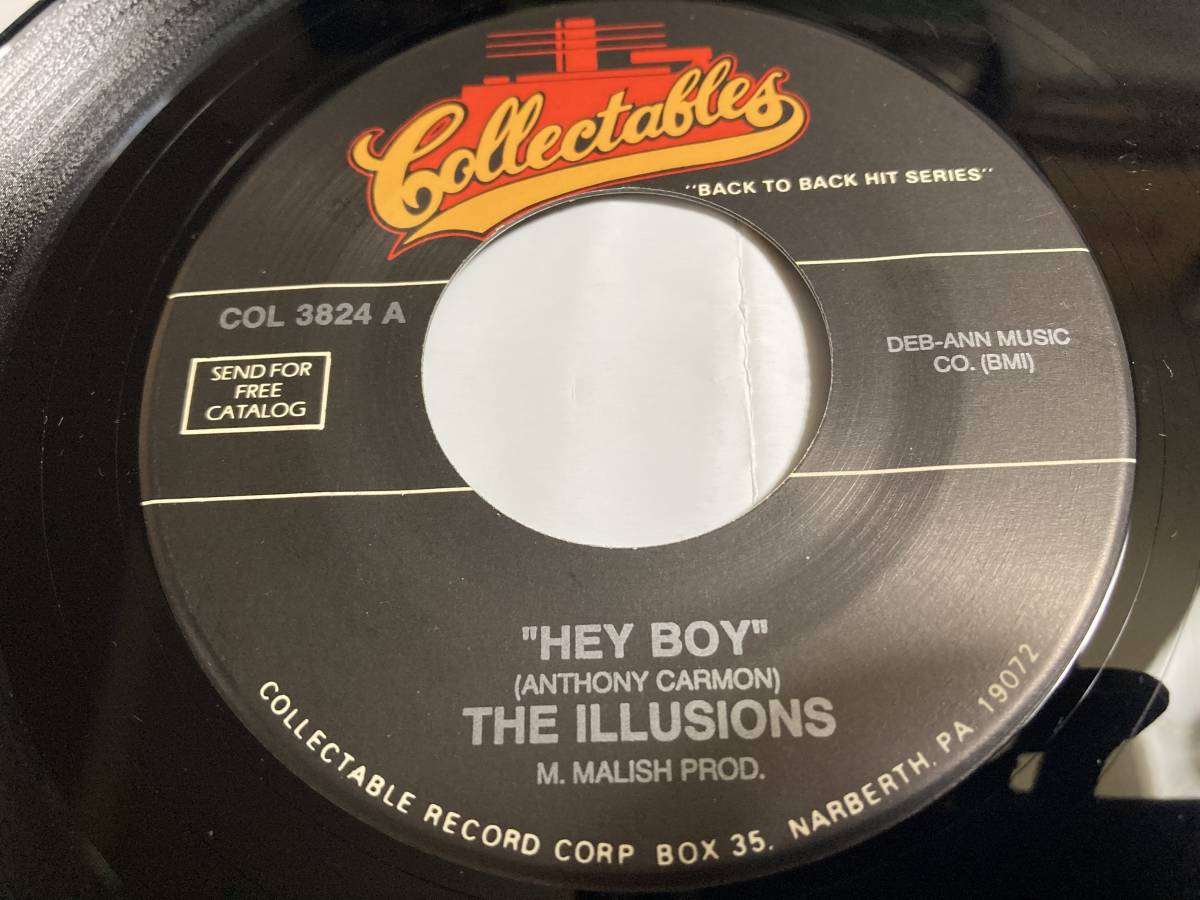 Collectables
"BACK TO BACK HIT SERIES"
COL 3824 A
SEND FOR
FREE
CATALOG
DEB-ANN MUSIC
CO. (BMI)
"HEY BOY"
(ANTHONY CARMON)
THE ILLUSIONS
M. MALISH PROD.
COLLECTABLE RECORD CORP BOX 35, NARBERTH, PA 19072